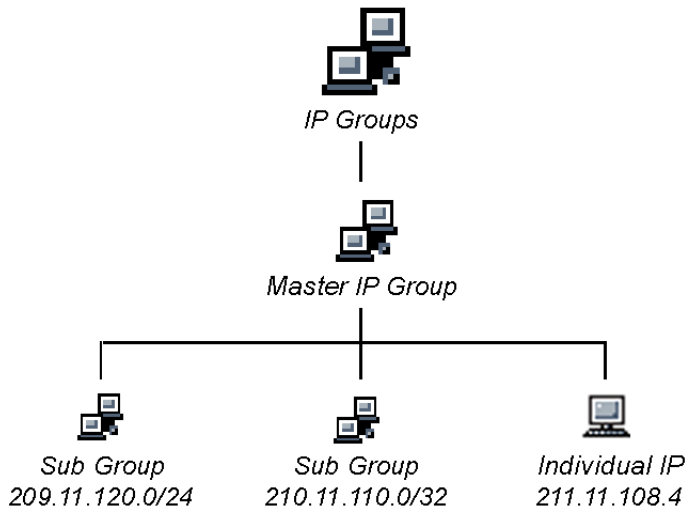 IP Groups
Master IP Group
Sub Group
209.11.120.0/24
Sub Group
210.11.110.0/32
Individual IP
211.11.108.4